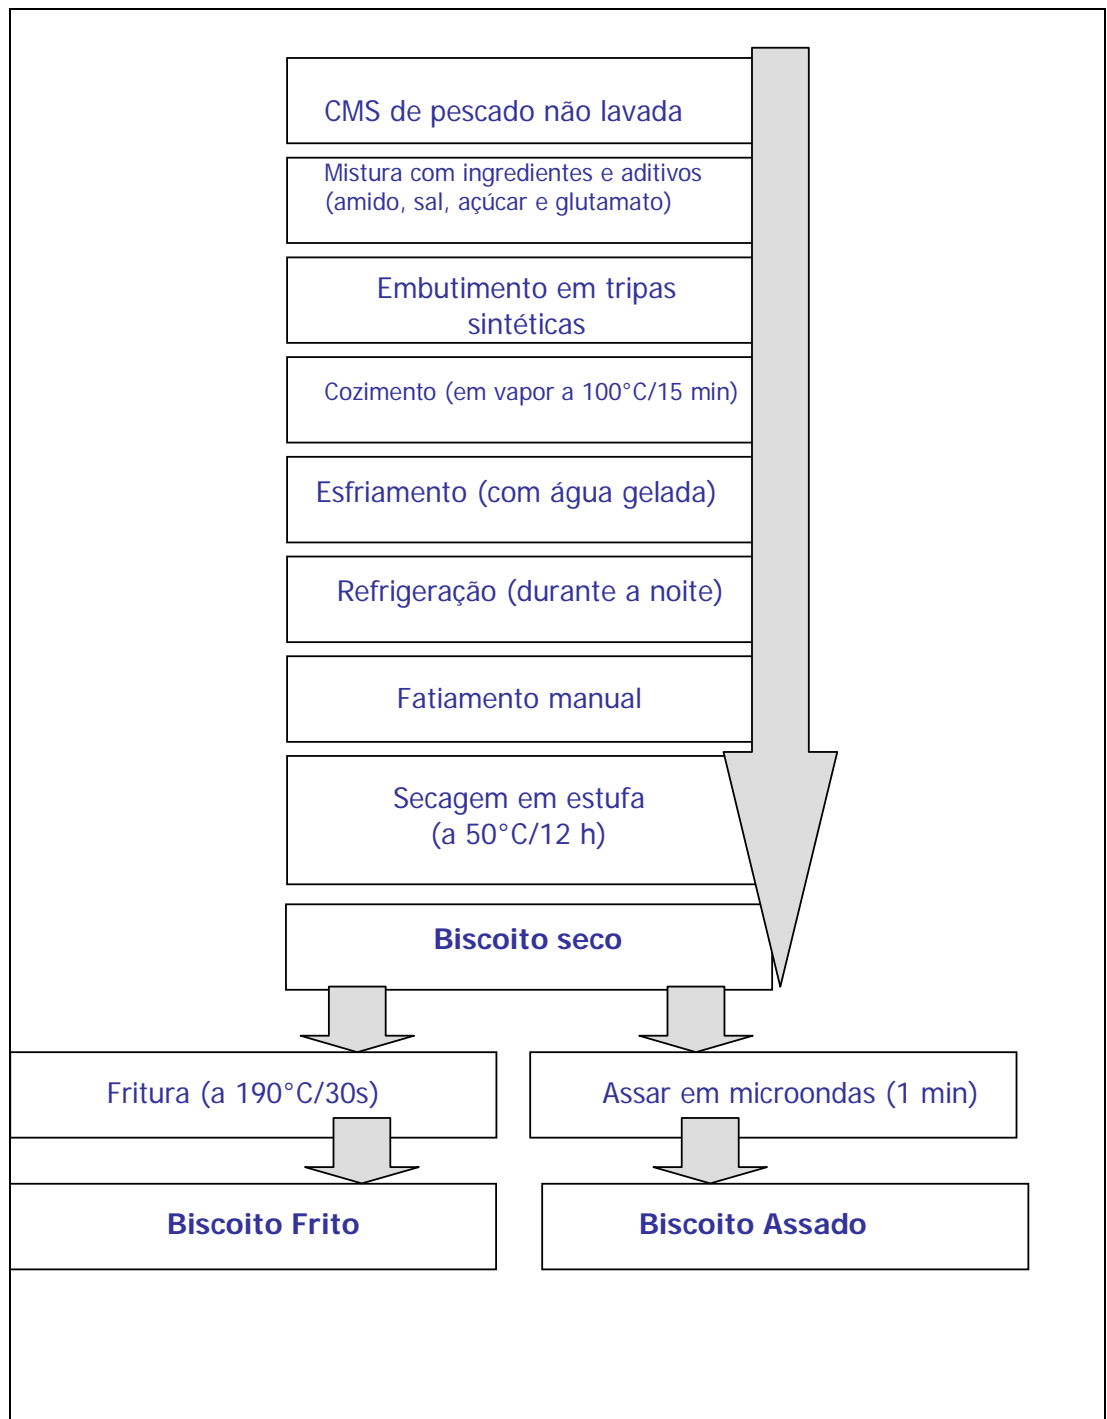 CMS de pescado não lavada
Mistura com ingredientes e aditivos
(amido, sal, açúcar e glutamato)
Embutimento em tripas
sintéticas
Cozimento (em vapor a 100°C/15 min)
Esfriamento (com água gelada)
Refrigeração (durante a noite)
Fatiamento manual
Secagem em estufa
(a 50°C/12 h)
Biscoito seco
Fritura (a 190°C/30s)
Assar em microondas (1 min)
Biscoito Frito
Biscoito Assado